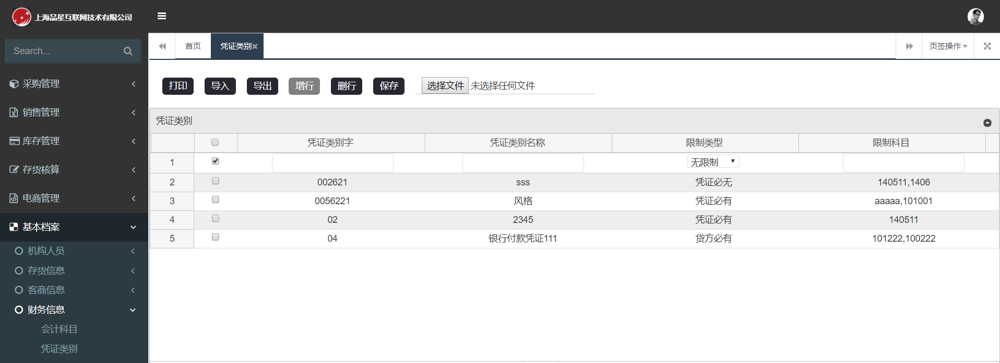 上海品星互联网技术有限公司
Search...
采购管理
销售管理
库存管理
存货核算
电商管理
基本档案
机构人员
存货信息
客商信息
财务信息
会计科目
凭证类别
首页 凭证类别 页签操作
打印 导入 导出 增行 删行 保存 选择文件 未选择任何文件
凭证类别
凭证类别字 凭证类别名称 限制类型 限制科目
1 无限制
2 002621 sss 凭证必无 140511,1406
3 0056221 风格 凭证必有 aaaaa,101001
4 02 2345 凭证必有 140511
5 04 银行付款凭证111 贷方必有 101222,100222